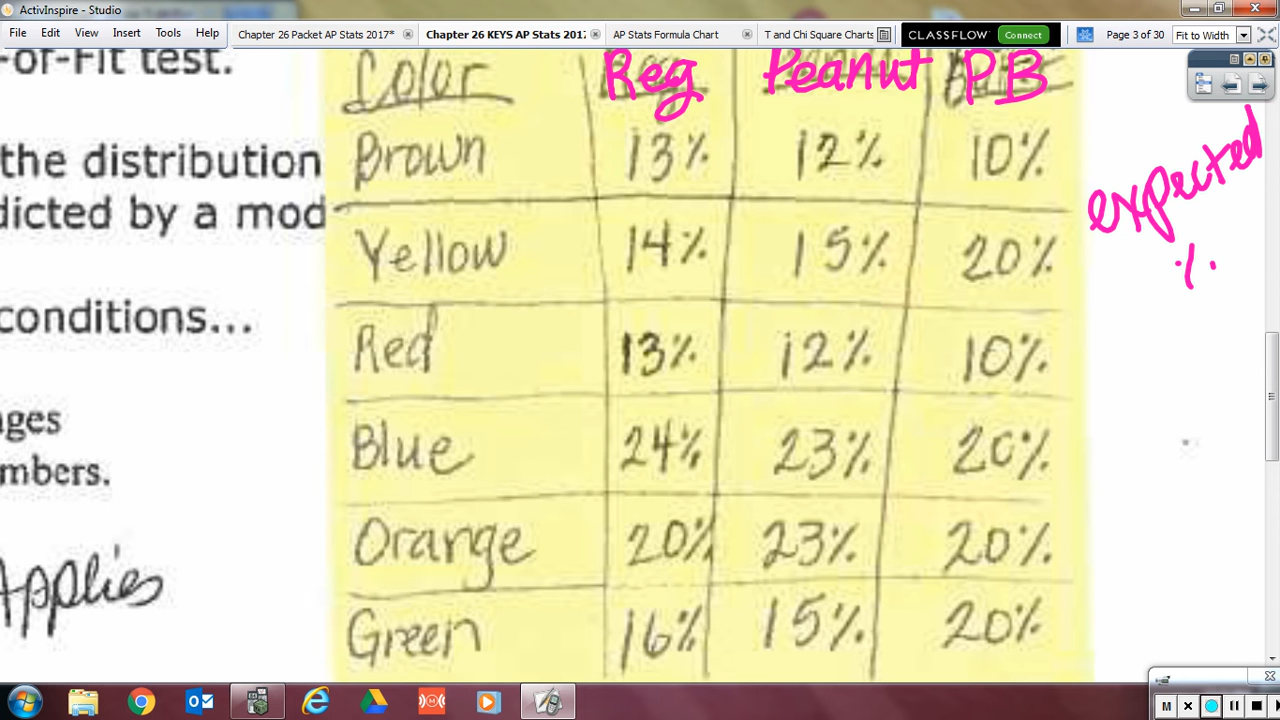 ActivInspire - Studio
File Edit View Insert Tools Help
Chapter 26 Packet AP Stats 2017*
Chapter 26 KEYS AP Stats 2017
AP Stats Formula Chart
T and Chi Square Charts
CLASSFLOW Connect
Page 3 of 30
Fit to Width
-of-Fit test.
the distribution
dicted by a mod
conditions...
ages
mbers.
Applies
Color Reg Peanut PB
Brown 13% 12% 10%
Yellow 14% 15% 20%
Red 13% 12% 10%
Blue 24% 23% 20%
Orange 20% 23% 20%
Green 16% 15% 20%
expected
%
M